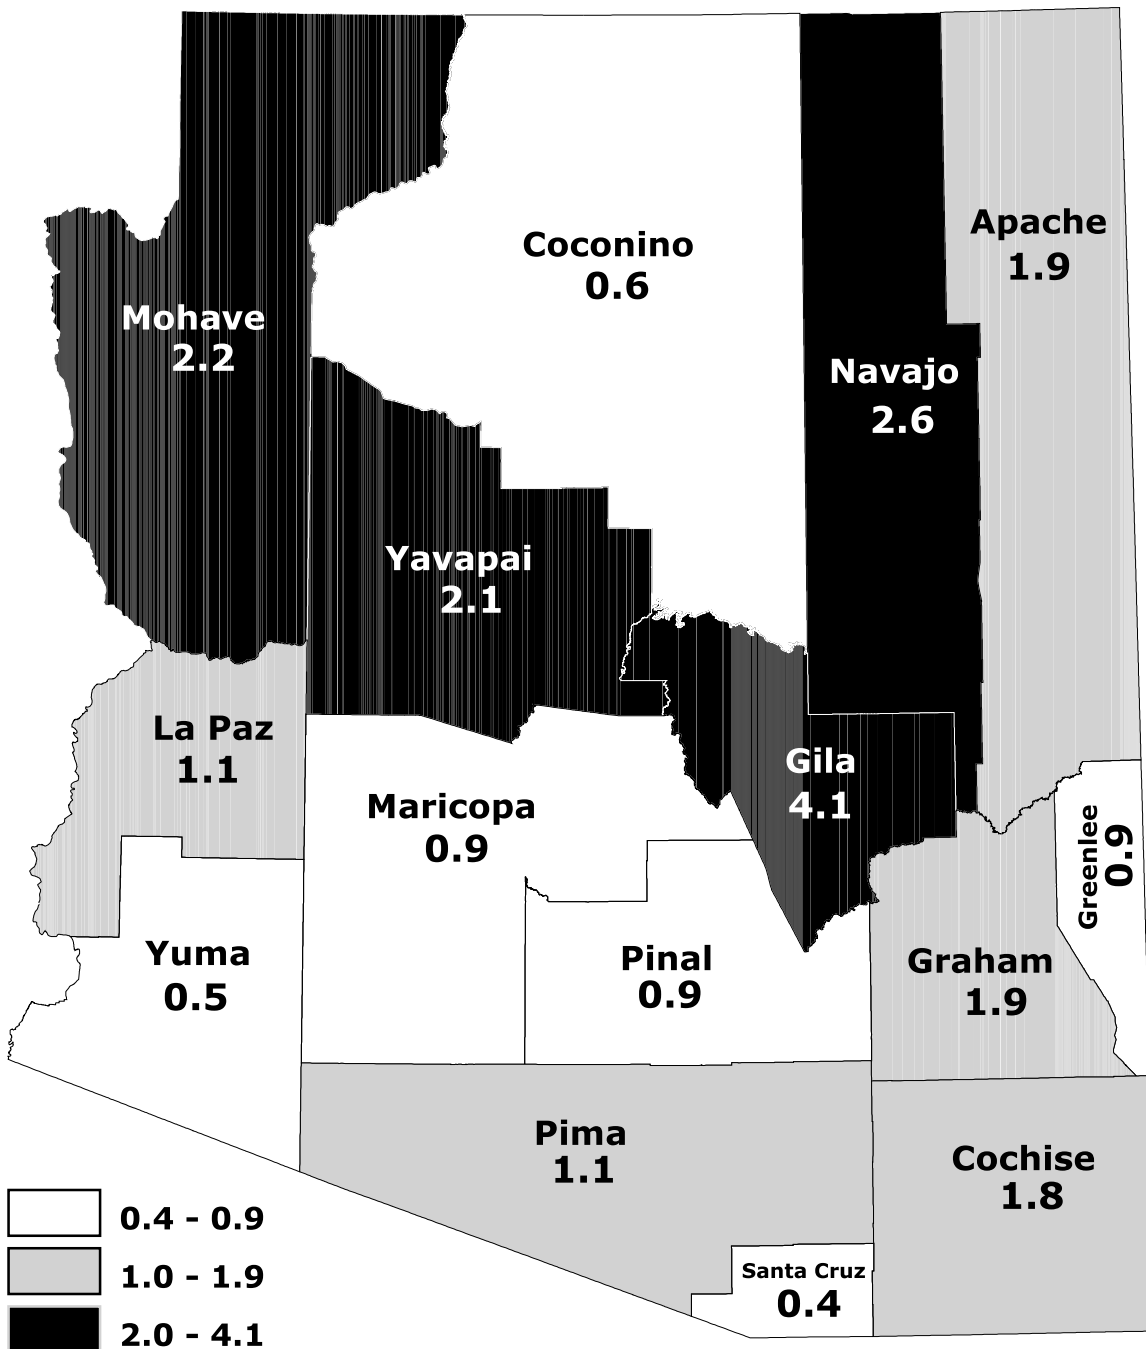 Apache
1.9
Coconino
0.6
Mohave
2.2
Navajo
2.6
Yavapai
2.1
La Paz
1.1
Gila
4.1
Maricopa
0.9
Greenlee
0.9
Yuma
0.5
Pinal
0.9
Graham
1.9
Pima
1.1
Cochise
1.8
Santa Cruz
0.4
0.4 - 0.9
1.0 - 1.9
2.0 - 4.1